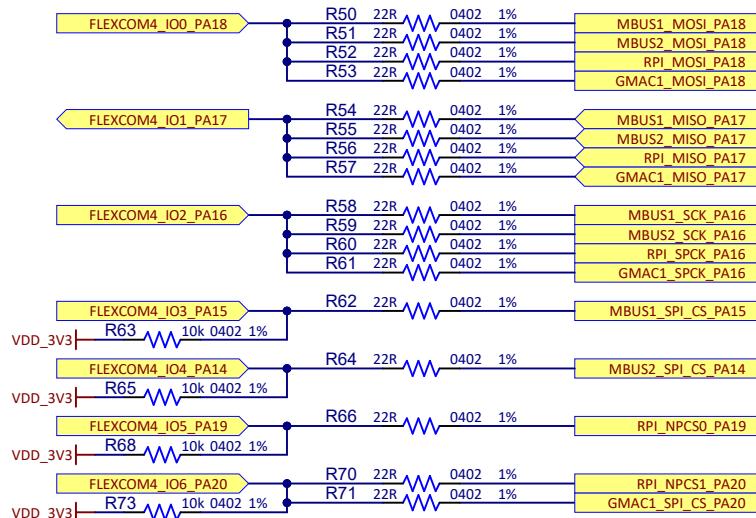 FLEXCOM4_IO0_PA18 R50 22R 0402 1% MBUS1_MOSI_PA18
R51 22R 0402 1% MBUS2_MOSI_PA18
R52 22R 0402 1% RPI_MOSI_PA18
R53 22R 0402 1% GMAC1_MOSI_PA18
FLEXCOM4_IO1_PA17 R54 22R 0402 1% MBUS1_MISO_PA17
R55 22R 0402 1% MBUS2_MISO_PA17
R56 22R 0402 1% RPI_MISO_PA17
R57 22R 0402 1% GMAC1_MISO_PA17
FLEXCOM4_IO2_PA16 R58 22R 0402 1% MBUS1_SCK_PA16
R59 22R 0402 1% MBUS2_SCK_PA16
R60 22R 0402 1% RPI_SPCK_PA16
R61 22R 0402 1% GMAC1_SPCK_PA16
FLEXCOM4_IO3_PA15 R62 22R 0402 1% MBUS1_SPI_CS_PA15
VDD_3V3 R63 10k 0402 1%
FLEXCOM4_IO4_PA14 R64 22R 0402 1% MBUS2_SPI_CS_PA14
VDD_3V3 R65 10k 0402 1%
FLEXCOM4_IO5_PA19 R66 22R 0402 1% RPI_NPCS0_PA19
VDD_3V3 R68 10k 0402 1%
FLEXCOM4_IO6_PA20 R70 22R 0402 1% RPI_NPCS1_PA20
R71 22R 0402 1% GMAC1_SPI_CS_PA20
VDD_3V3 R73 10k 0402 1%